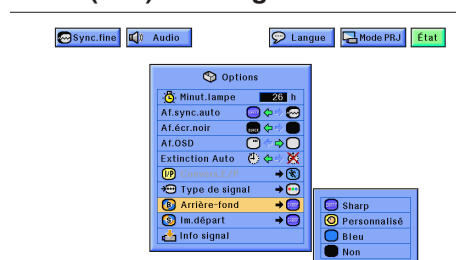 Sync.fine
Audio
Langue
Mode PRJ
État
Options
Minut.lampe 26 h
Af.sync.auto
Af.écr.noir
Af.OSD
Extinction Auto
I/P
Type de signal
Arrière-fond
Im.départ
Info signal
Sharp
Personnalisé
Bleu
Non